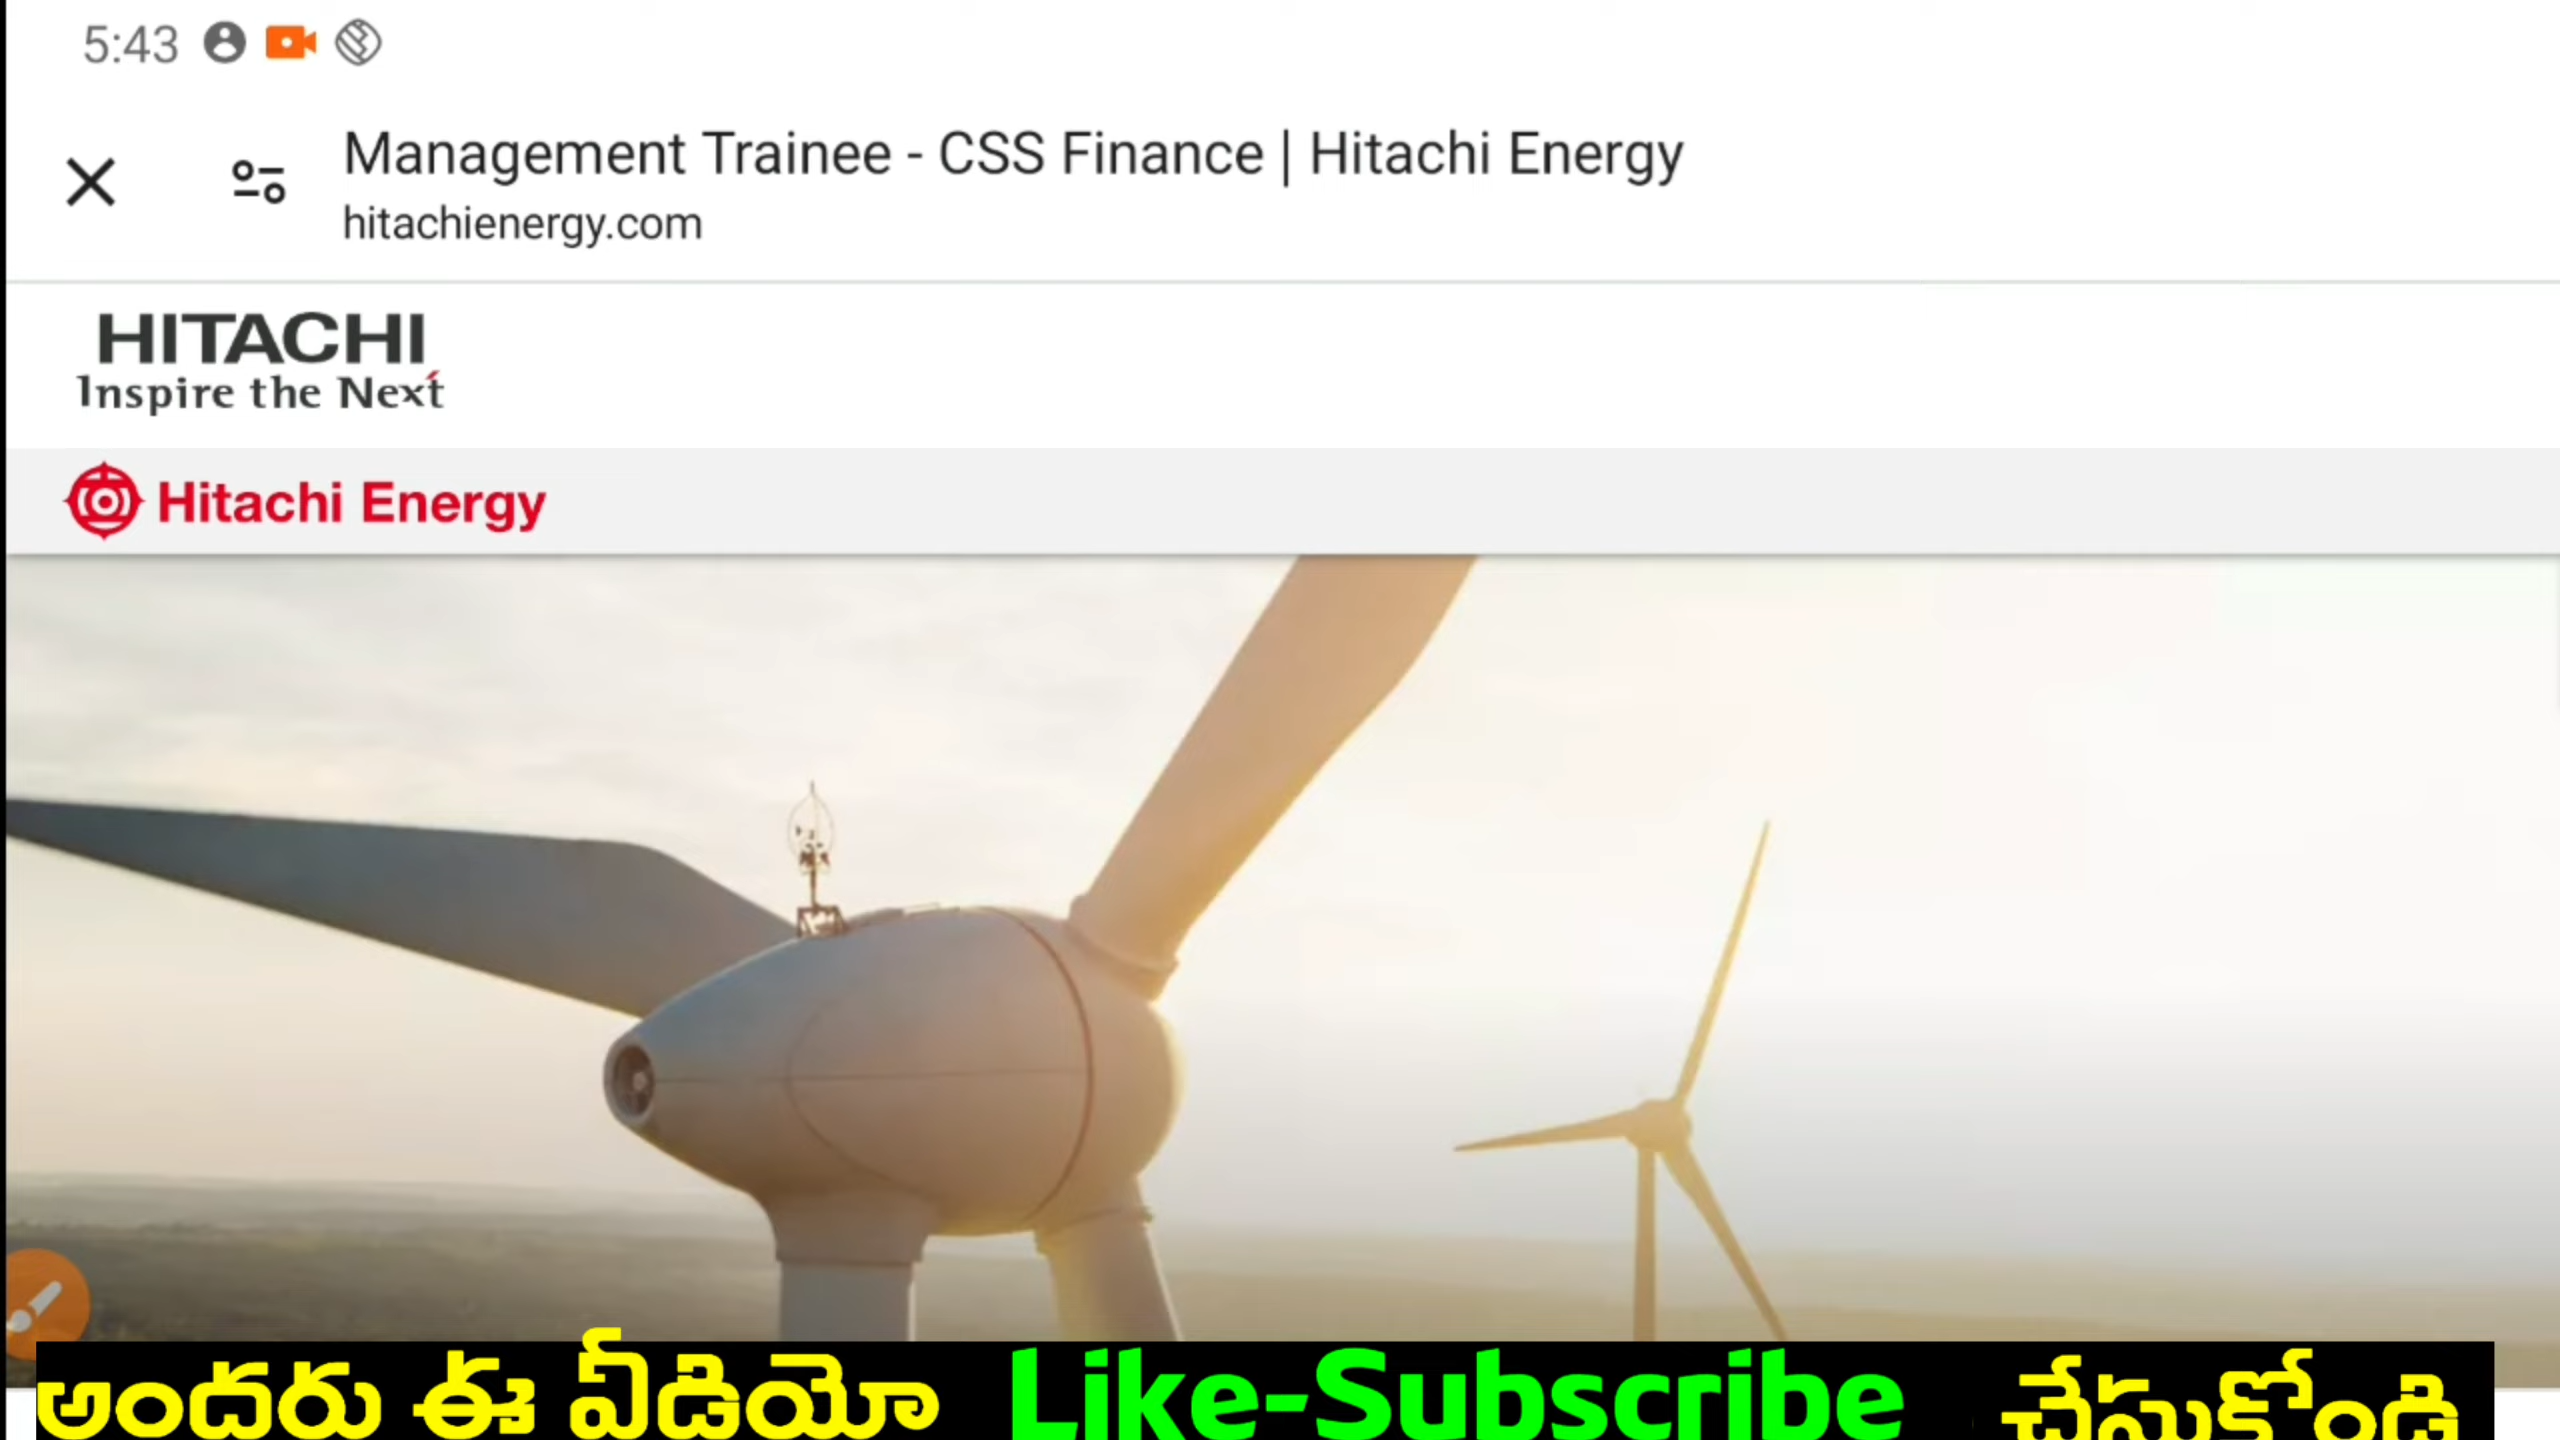 5:43
Management Trainee - CSS Finance | Hitachi Energy
hitachienergy.com
HITACHI
Inspire the Next
Hitachi Energy
అందరు ఈ వీడియో Like-Subscribe చేసుకోండి